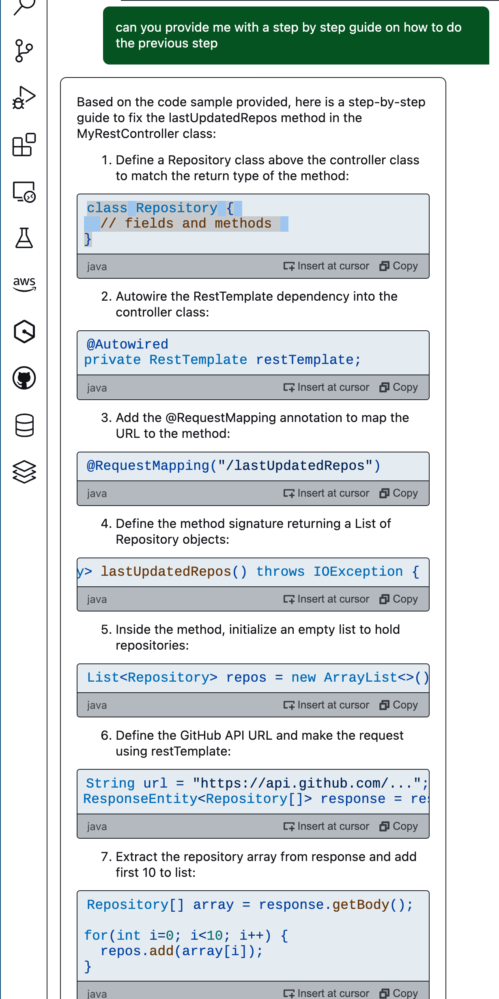 can you provide me with a step by step guide on how to do
the previous step
Based on the code sample provided, here is a step-by-step
guide to fix the lastUpdatedRepos method in the
MyRestController class:
1. Define a Repository class above the controller class
to match the return type of the method:
class Repository {
// fields and methods
}
java Insert at cursor Copy
2. Autowire the RestTemplate dependency into the
controller class:
@Autowired
private RestTemplate restTemplate;
java Insert at cursor Copy
3. Add the @RequestMapping annotation to map the
URL to the method:
@RequestMapping("/lastUpdatedRepos")
java Insert at cursor Copy
4. Define the method signature returning a List of
Repository objects:
y> lastUpdatedRepos() throws IOException {
java Insert at cursor Copy
5. Inside the method, initialize an empty list to hold
repositories:
List<Repository> repos = new ArrayList<>()
java Insert at cursor Copy
6. Define the GitHub API URL and make the request
using restTemplate:
String url = "https://api.github.com/...";
ResponseEntity<Repository[]> response = res
java Insert at cursor Copy
7. Extract the repository array from response and add
first 10 to list:
Repository[] array = response.getBody();
for(int i=0; i<10; i++) {
repos.add(array[i]);
}
java Insert at cursor Copy
aws